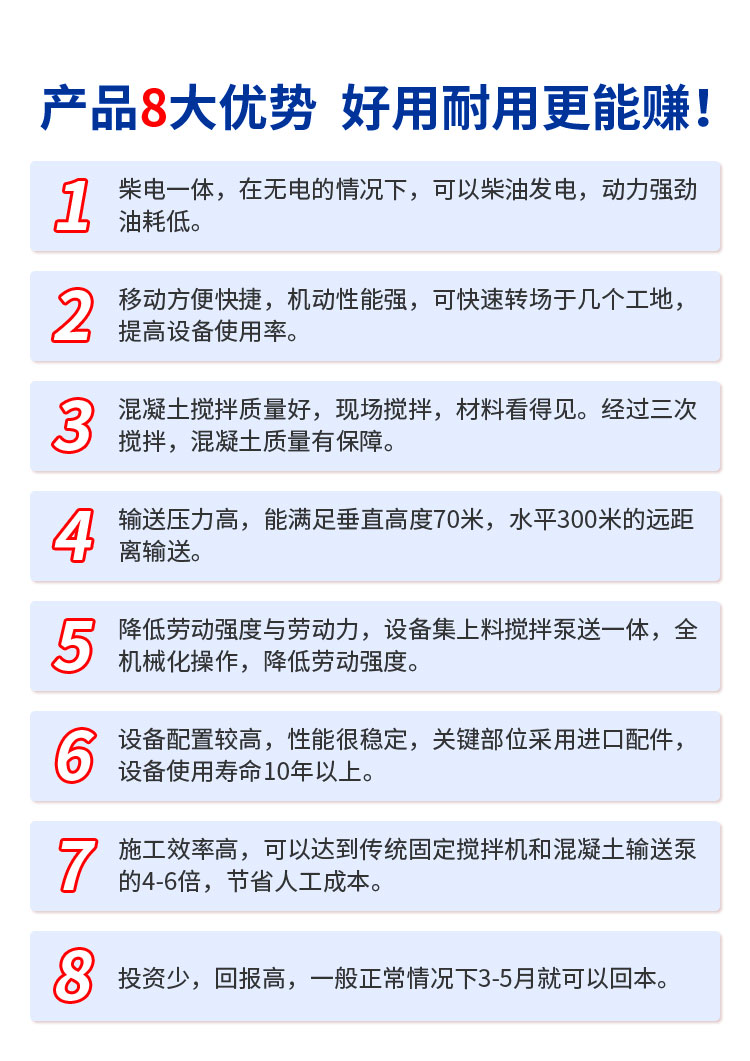 产品8大优势 好用耐用更能赚！
1
柴电一体，在无电的情况下，可以柴油发电，动力强劲
油耗低。
2
移动方便快捷，机动性能强，可快速转场于几个工地，
提高设备使用率。
3
混凝土搅拌质量好，现场搅拌，材料看得见。经过三次
搅拌，混凝土质量有保障。
4
输送压力高，能满足垂直高度70米，水平300米的远距
离输送。
5
降低劳动强度与劳动力，设备集上料搅拌泵送一体，全
机械化操作，降低劳动强度。
6
设备配置较高，性能很稳定，关键部位采用进口配件，
设备使用寿命10年以上。
7
施工效率高，可以达到传统固定搅拌机和混凝土输送泵
的4-6倍，节省人工成本。
8
投资少，回报高，一般正常情况下3-5月就可以回本。